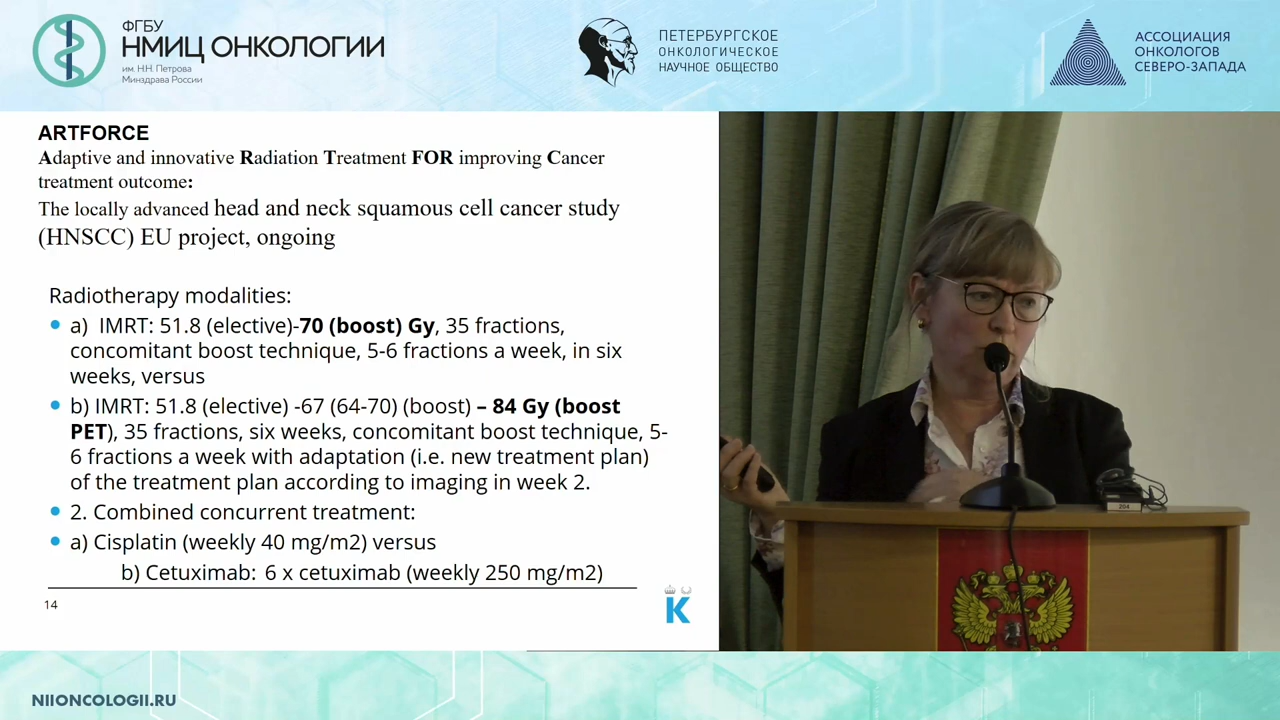 ФГБУ
НМИЦ ОНКОЛОГИИ
им. Н.Н. Петрова
Минздрава России
ПЕТЕРБУРГСКОЕ
ОНКОЛОГИЧЕСКОЕ
НАУЧНОЕ ОБЩЕСТВО
АССОЦИАЦИЯ
ОНКОЛОГОВ
СЕВЕРО-ЗАПАДА
ARTFORCE
Adaptive and innovative Radiation Treatment FOR improving Cancer
treatment outcome:
The locally advanced head and neck squamous cell cancer study
(HNSCC) EU project, ongoing
Radiotherapy modalities:
• a) IMRT: 51.8 (elective)-70 (boost) Gy, 35 fractions,
concomitant boost technique, 5-6 fractions a week, in six
weeks, versus
• b) IMRT: 51.8 (elective) -67 (64-70) (boost) – 84 Gy (boost
PET), 35 fractions, six weeks, concomitant boost technique, 5-
6 fractions a week with adaptation (i.e. new treatment plan)
of the treatment plan according to imaging in week 2.
• 2. Combined concurrent treatment:
• a) Cisplatin (weekly 40 mg/m2) versus
b) Cetuximab: 6 x cetuximab (weekly 250 mg/m2)
14
K
204
NIIONCOLOGII.RU